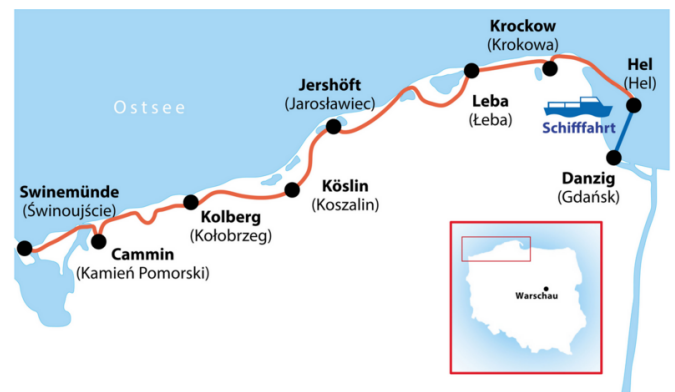 Krockow
(Krokowa)
Hel
(Hel)
Jershöft
(Jarosławiec)
Ostsee
Leba
(Łeba)
Schifffahrt
Danzig
(Gdańsk)
Köslin
(Koszalin)
Swinemünde
(Świnoujście)
Kolberg
(Kołobrzeg)
Cammin
(Kamień Pomorski)
Warschau